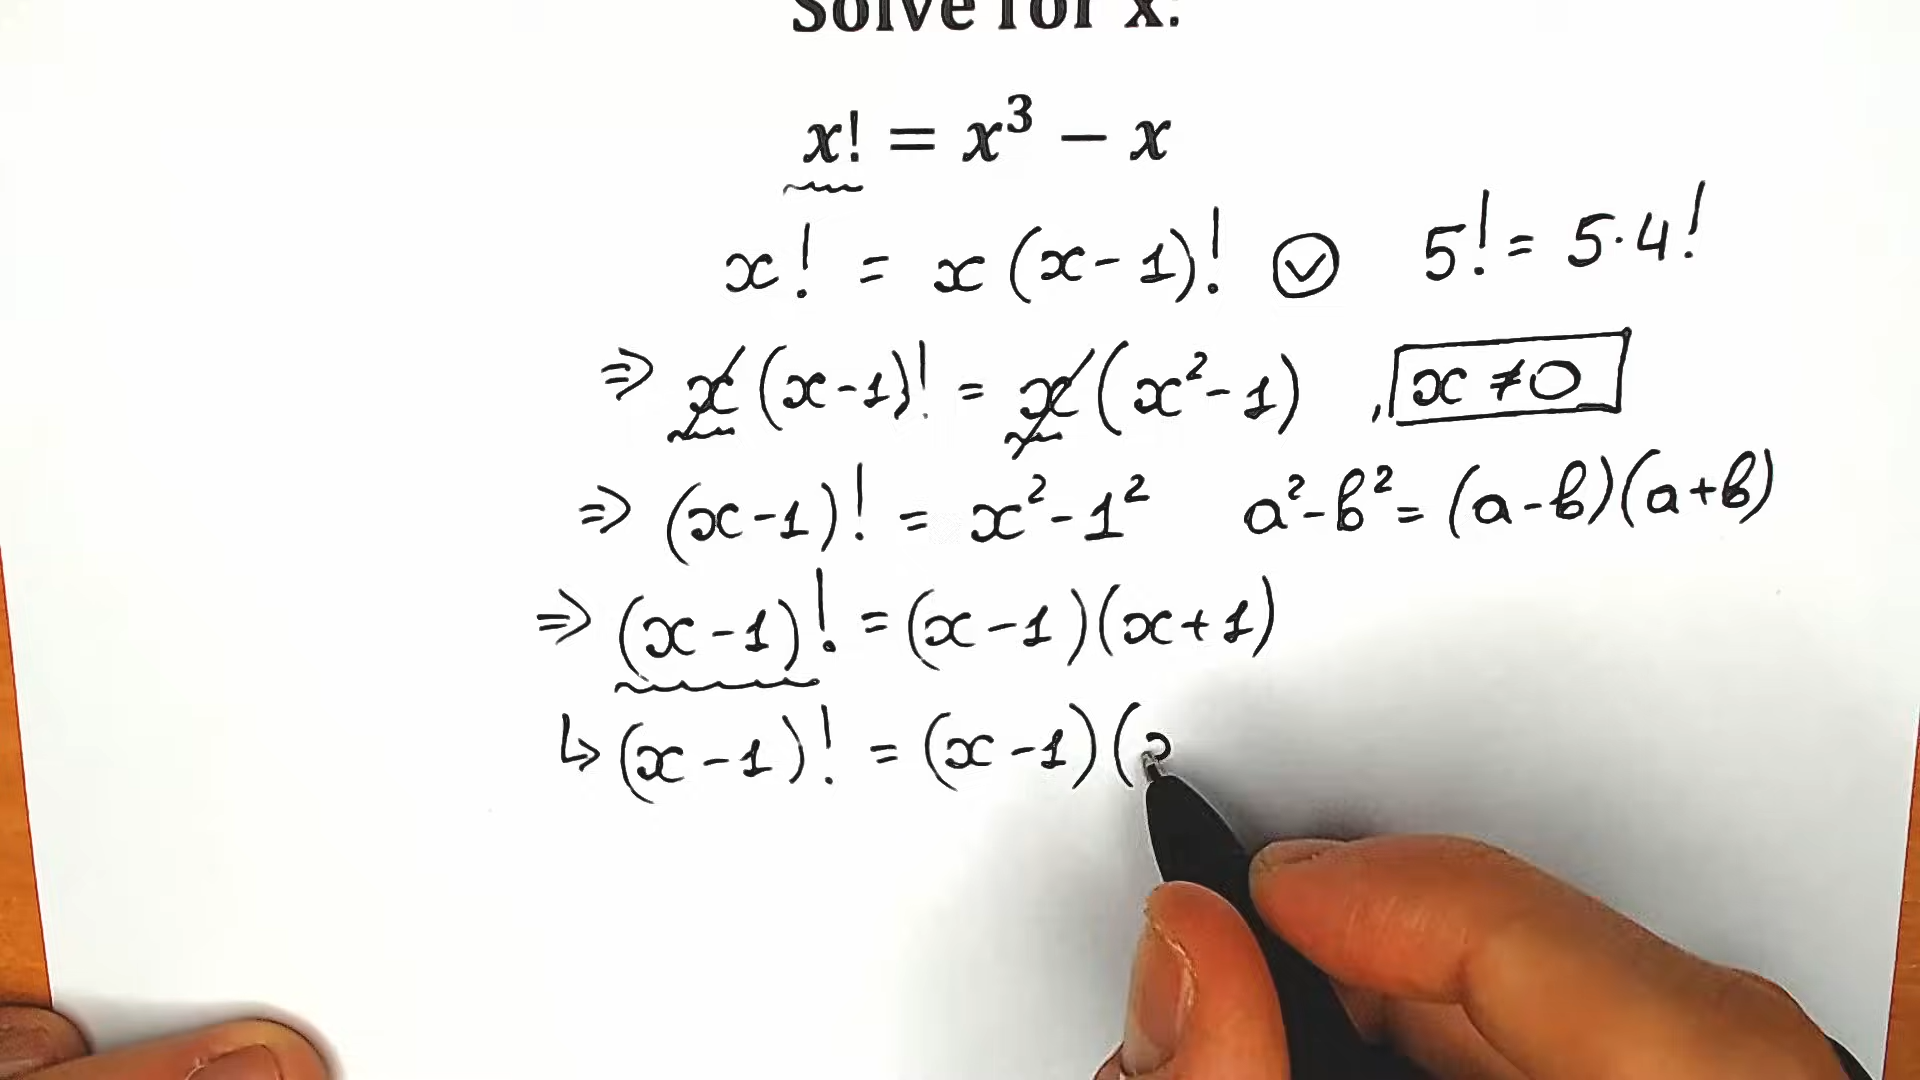 Solve for x:
x! = x³ − x
x! = x(x-1)! 5! = 5·4!
⇒ x(x-1)! = x(x²-1) , x ≠ 0
⇒ (x-1)! = x²-1² a²-b² = (a-b)(a+b)
⇒ (x-1)! = (x-1)(x+1)
↳ (x-1)! = (x-1)(